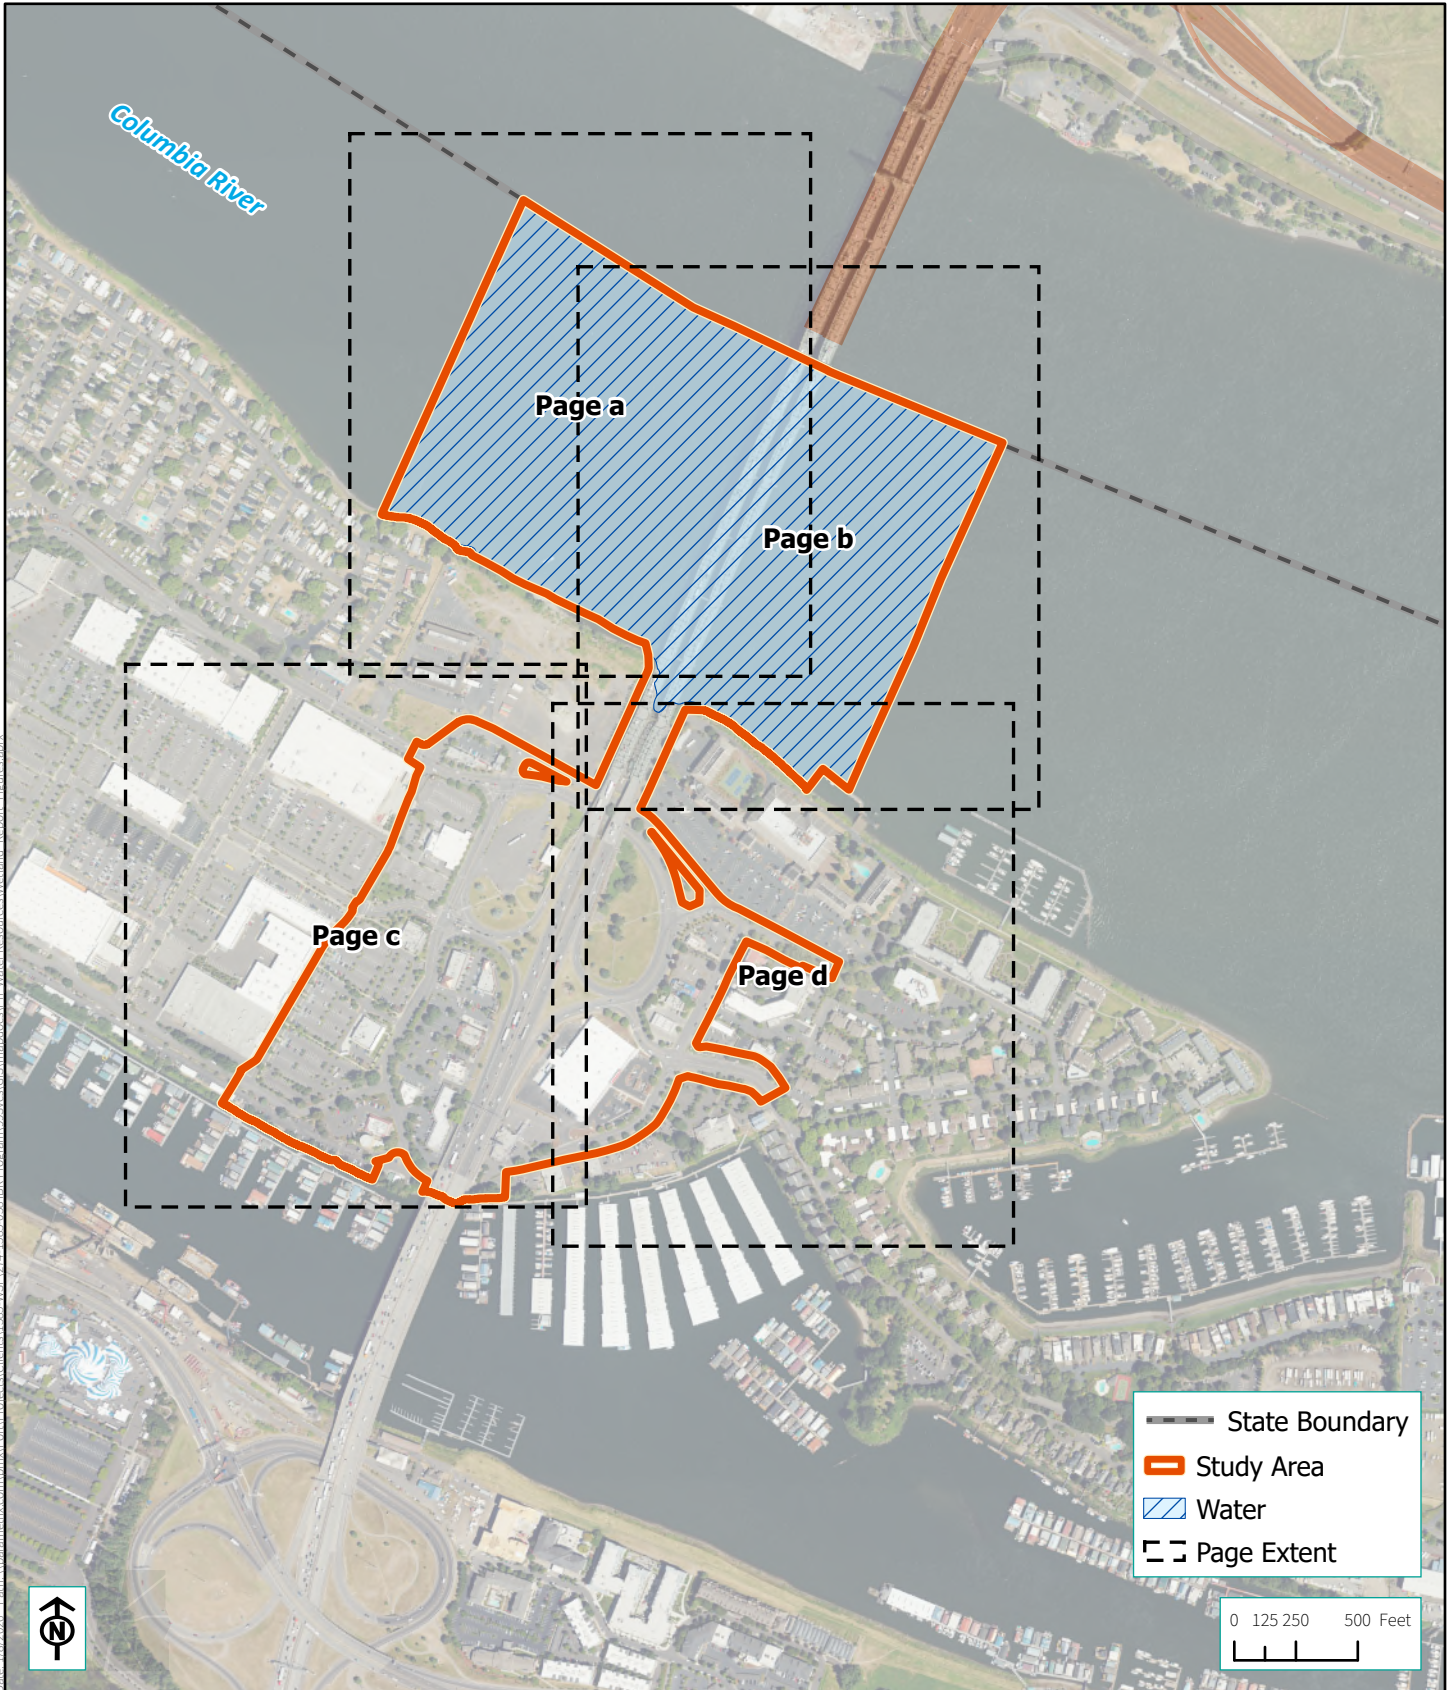 Columbia River
Page a
Page b
Page c
Page d
State Boundary
Study Area
Water
Page Extent
N
0 125 250 500 Feet